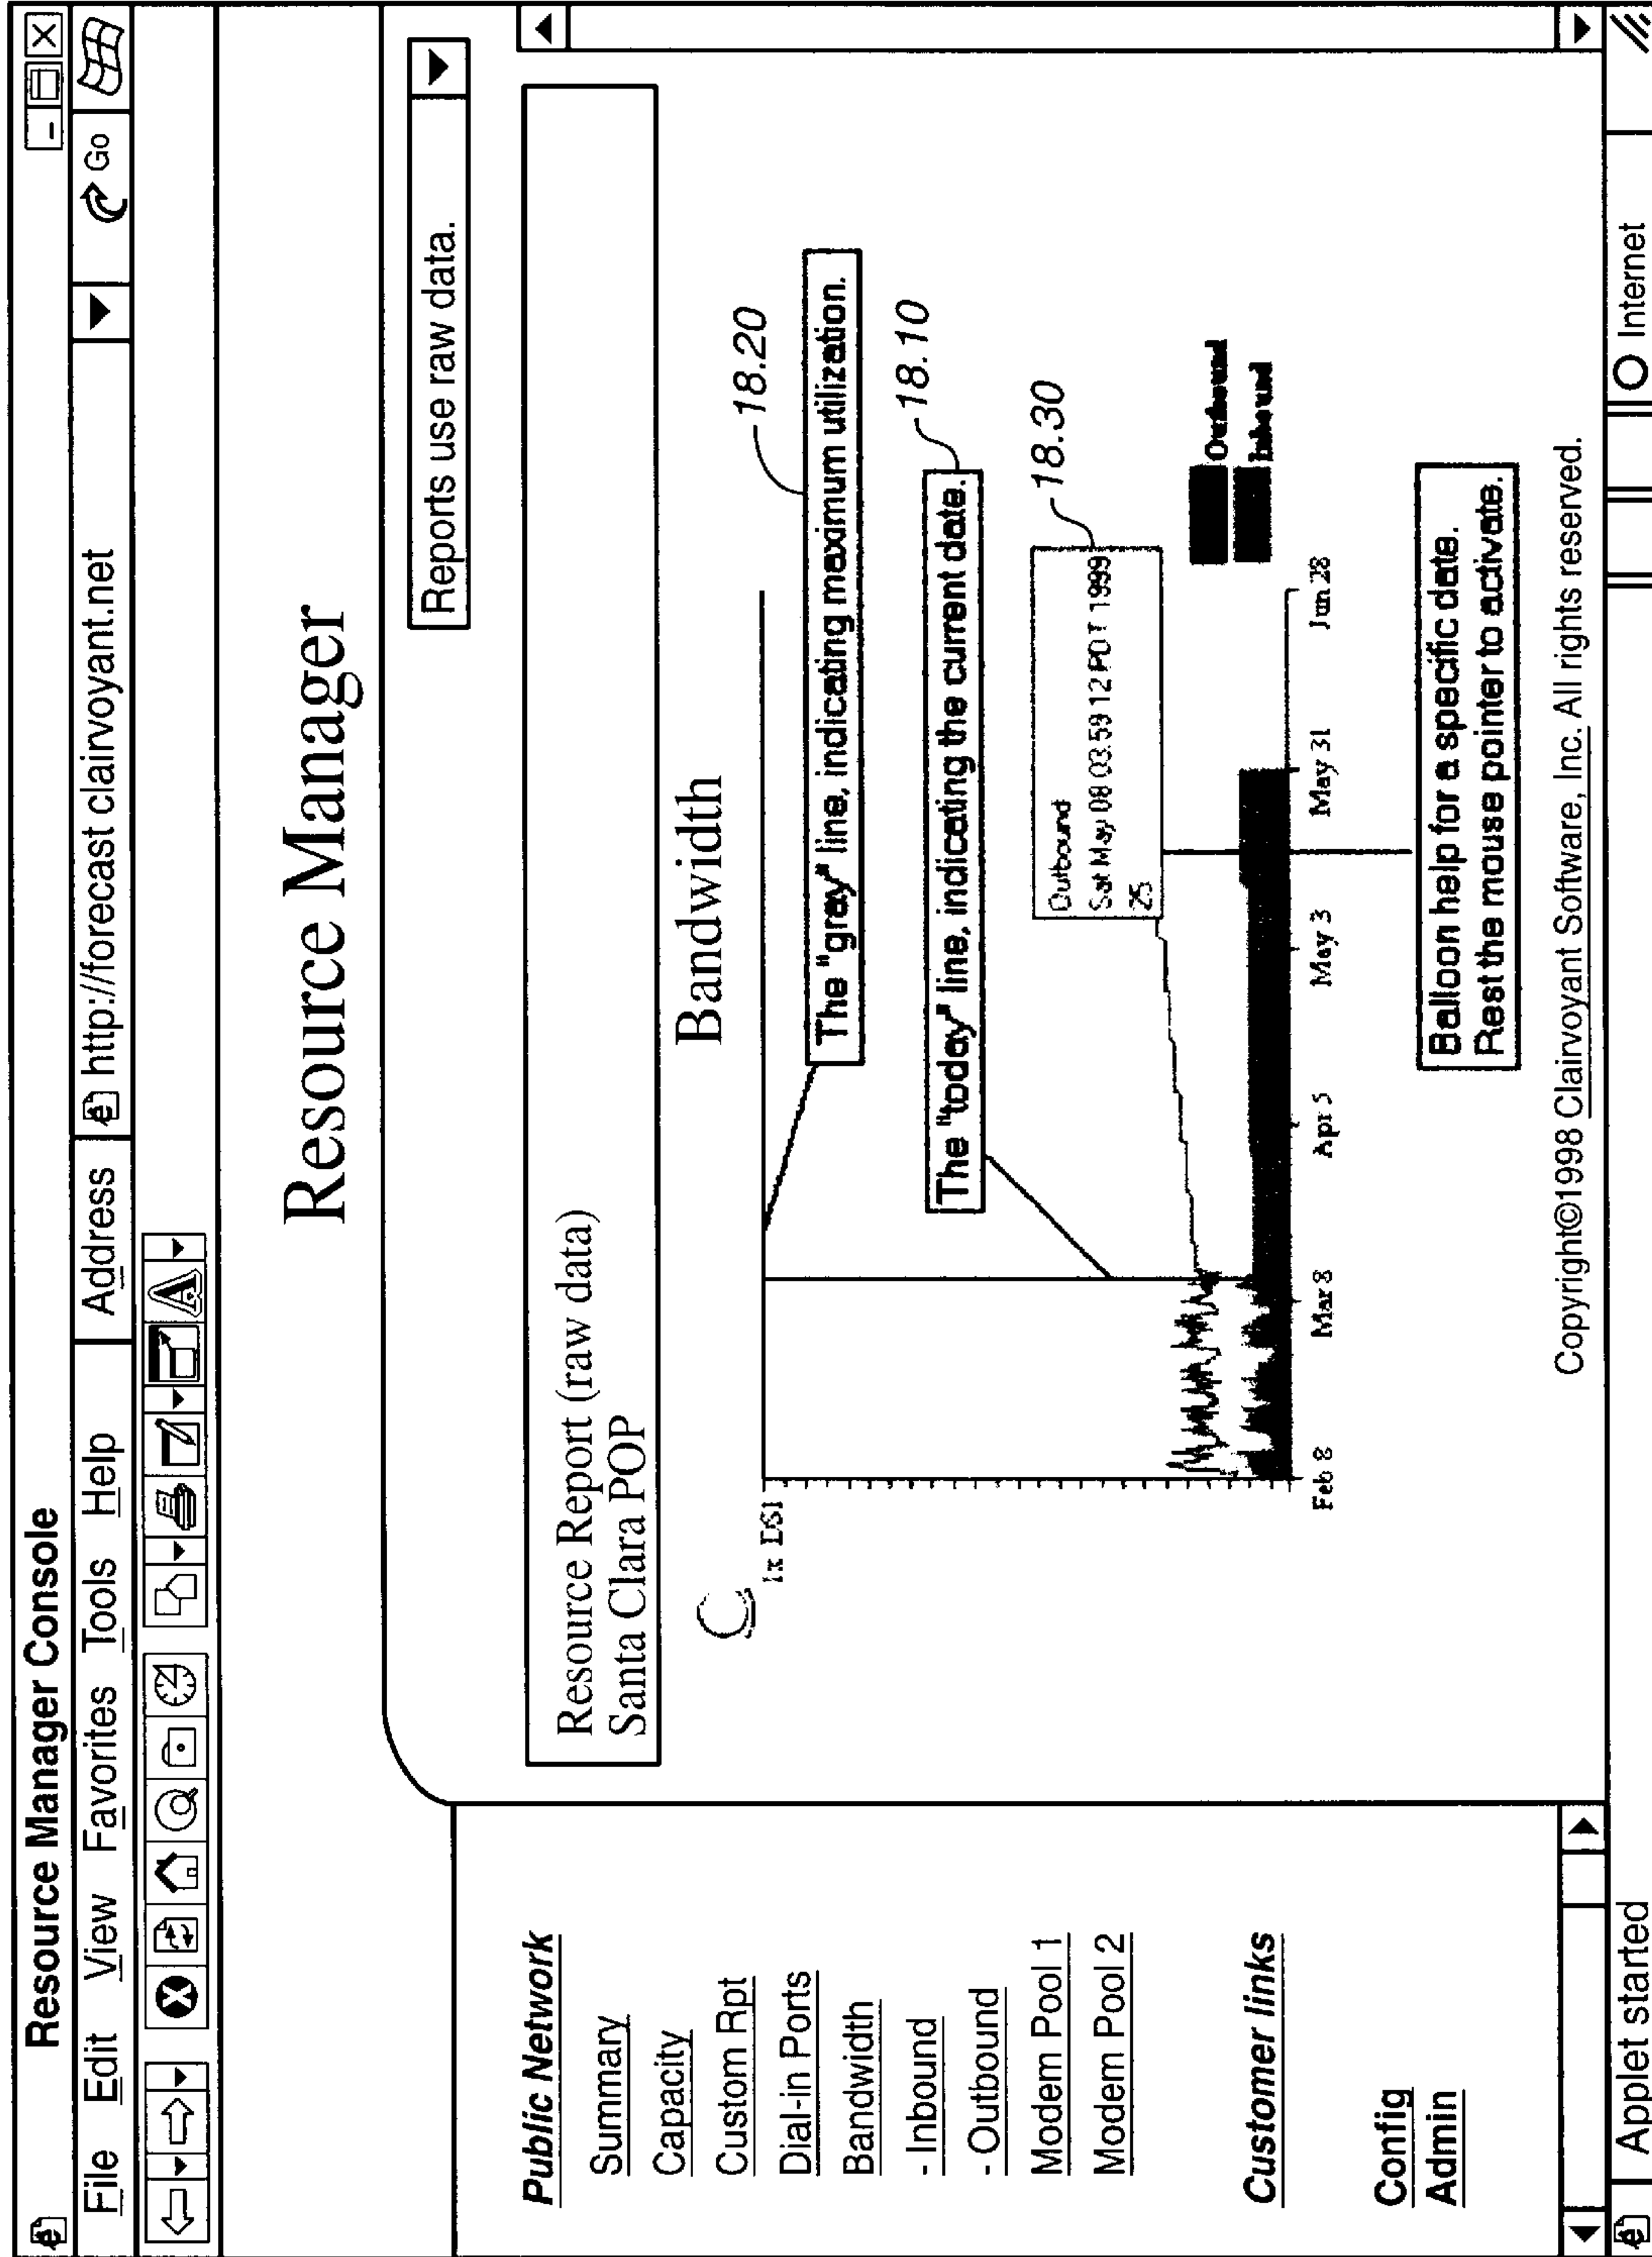 Resource Manager Console
File Edit View Favorites Tools Help Address http://forecast clairvoyant.net Go
Resource Manager
Reports use raw data.
Public Network
Summary
Capacity
Custom Rpt
Dial-in Ports
Bandwidth
- Inbound
- Outbound
Modem Pool 1
Modem Pool 2
Customer links
Config
Admin
Resource Report (raw data)
Santa Clara POP
Bandwidth
1x DS1
18.20
The "grey" line, indicating maximum utilization.
18.10
The "today" line, indicating the current date.
18.30
Outbound
Sat May 08 03:59 12 PDT 1999
25
Outbound
Inbound
Feb 8 Mar 8 Apr 5 May 3 May 31 Jun 28
Balloon help for a specific date.
Rest the mouse pointer to activate.
Copyright©1998 Clairvoyant Software, Inc. All rights reserved.
Applet started Internet